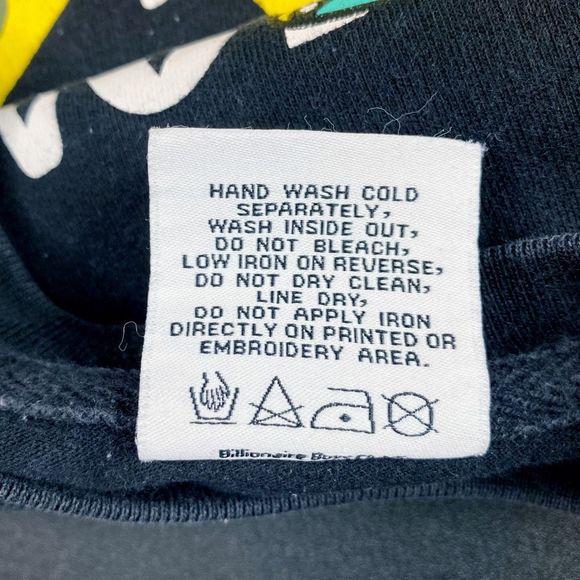 HAND WASH COLD
SEPARATELY,
WASH INSIDE OUT,
DO NOT BLEACH,
LOW IRON ON REVERSE,
DO NOT DRY CLEAN,
LINE DRY,
DO NOT APPLY IRON
DIRECTLY ON PRINTED OR
EMBROIDERY AREA.
Billionaire Boys